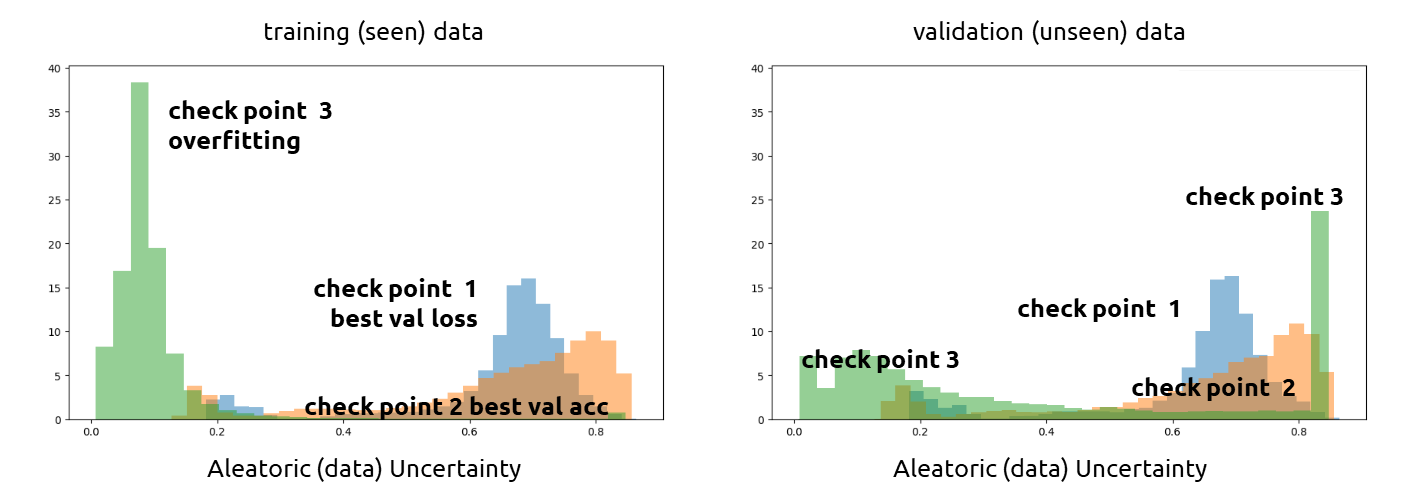 training (seen) data
validation (unseen) data
40
35
30
25
20
15
10
5
0
check point 3
overfitting
check point 1
best val loss
check point 2 best val acc
0.0 0.2 0.4 0.6 0.8
Aleatoric (data) Uncertainty
40
35
30
25
20
15
10
5
0
check point 3
check point 1
check point 3
check point 2
0.0 0.2 0.4 0.6 0.8
Aleatoric (data) Uncertainty